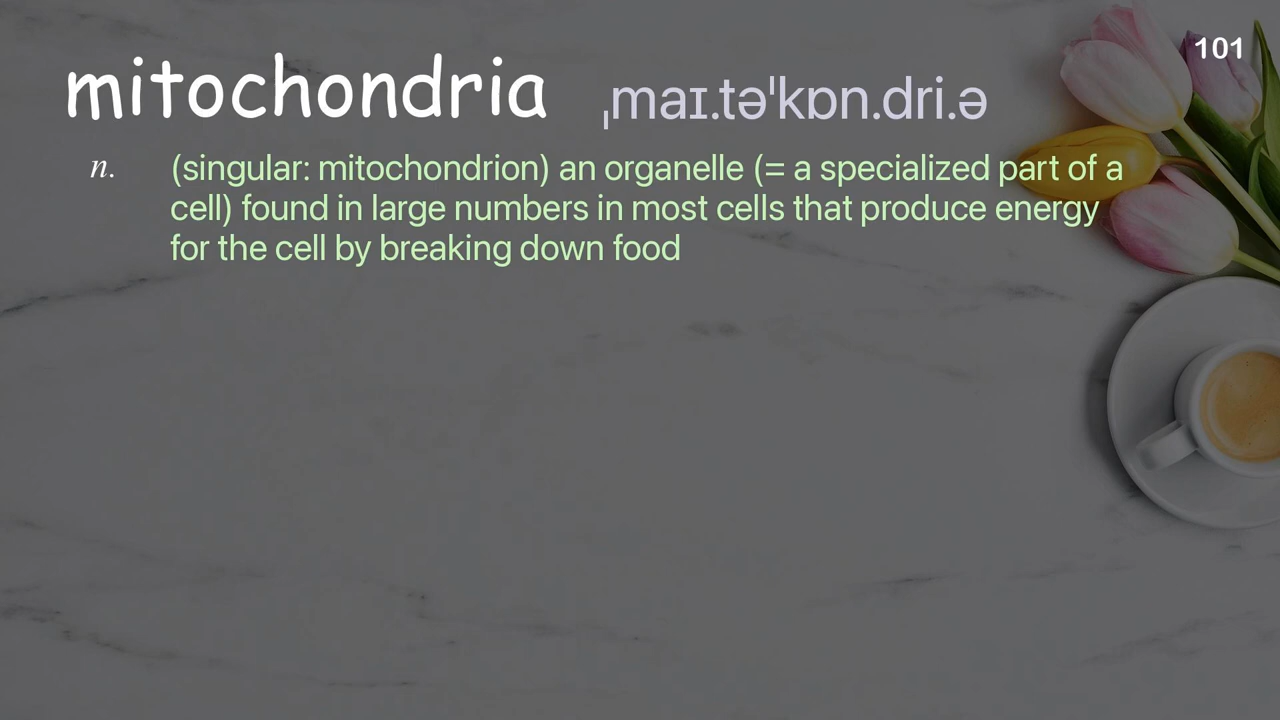 101
mitochondria ˌmaɪ.təˈkɒn.dri.ə
n. (singular: mitochondrion) an organelle (= a specialized part of a
cell) found in large numbers in most cells that produce energy
for the cell by breaking down food